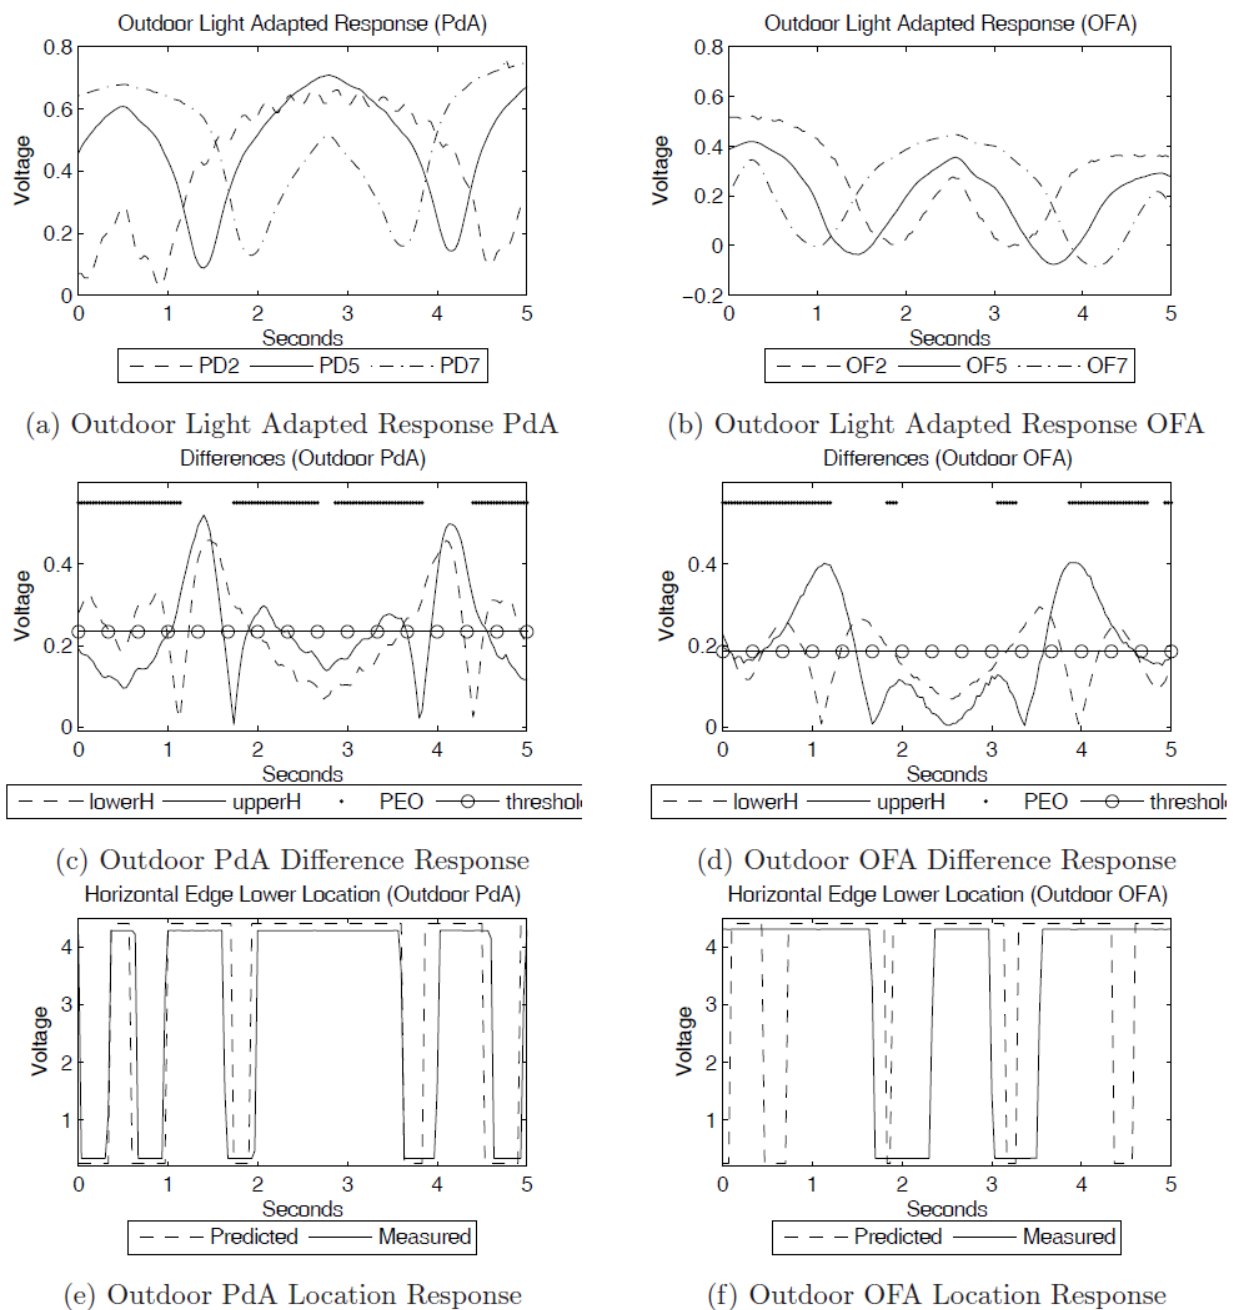 Outdoor Light Adapted Response (PdA)
0.8
0.6
0.4
0.2
0
Voltage
0 1 2 3 4 5
Seconds
PD2 PD5 PD7
(a) Outdoor Light Adapted Response PdA
Outdoor Light Adapted Response (OFA)
0.8
0.6
0.4
0.2
0
−0.2
Voltage
0 1 2 3 4 5
Seconds
OF2 OF5 OF7
(b) Outdoor Light Adapted Response OFA
Differences (Outdoor PdA)
0.4
0.2
0
Voltage
0 1 2 3 4 5
Seconds
lowerH upperH PEO threshol
(c) Outdoor PdA Difference Response
Differences (Outdoor OFA)
0.4
0.2
0
Voltage
0 1 2 3 4 5
Seconds
lowerH upperH PEO threshol
(d) Outdoor OFA Difference Response
Horizontal Edge Lower Location (Outdoor PdA)
4
3
2
1
Voltage
0 1 2 3 4 5
Seconds
Predicted Measured
(e) Outdoor PdA Location Response
Horizontal Edge Lower Location (Outdoor OFA)
4
3
2
1
Voltage
0 1 2 3 4 5
Seconds
Predicted Measured
(f) Outdoor OFA Location Response